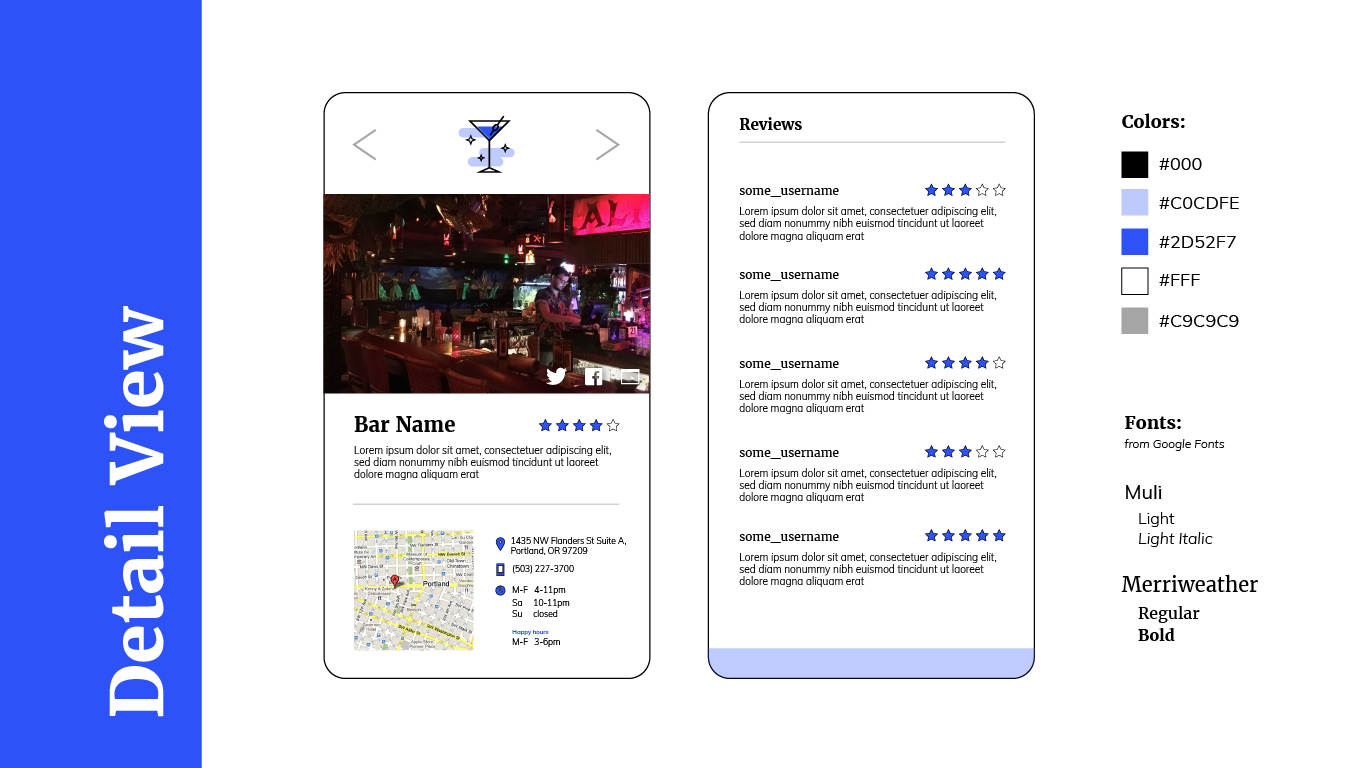 Detail View
ALI
Bar Name
Lorem ipsum dolor sit amet, consectetuer adipiscing elit,
sed diam nonummy nibh euismod tincidunt ut laoreet
dolore magna aliquam erat
Portland
1435 NW Flanders St Suite A,
Portland, OR 97209
(503) 227-3700
M-F 4-11pm
Sa 10-11pm
Su closed
Happy hours
M-F 3-6pm
Reviews
some_username
Lorem ipsum dolor sit amet, consectetuer adipiscing elit,
sed diam nonummy nibh euismod tincidunt ut laoreet
dolore magna aliquam erat
some_username
Lorem ipsum dolor sit amet, consectetuer adipiscing elit,
sed diam nonummy nibh euismod tincidunt ut laoreet
dolore magna aliquam erat
some_username
Lorem ipsum dolor sit amet, consectetuer adipiscing elit,
sed diam nonummy nibh euismod tincidunt ut laoreet
dolore magna aliquam erat
some_username
Lorem ipsum dolor sit amet, consectetuer adipiscing elit,
sed diam nonummy nibh euismod tincidunt ut laoreet
dolore magna aliquam erat
some_username
Lorem ipsum dolor sit amet, consectetuer adipiscing elit,
sed diam nonummy nibh euismod tincidunt ut laoreet
dolore magna aliquam erat
Colors:
#000
#C0CDFE
#2D52F7
#FFF
#C9C9C9
Fonts:
from Google Fonts
Muli
Light
Light Italic
Merriweather
Regular
Bold